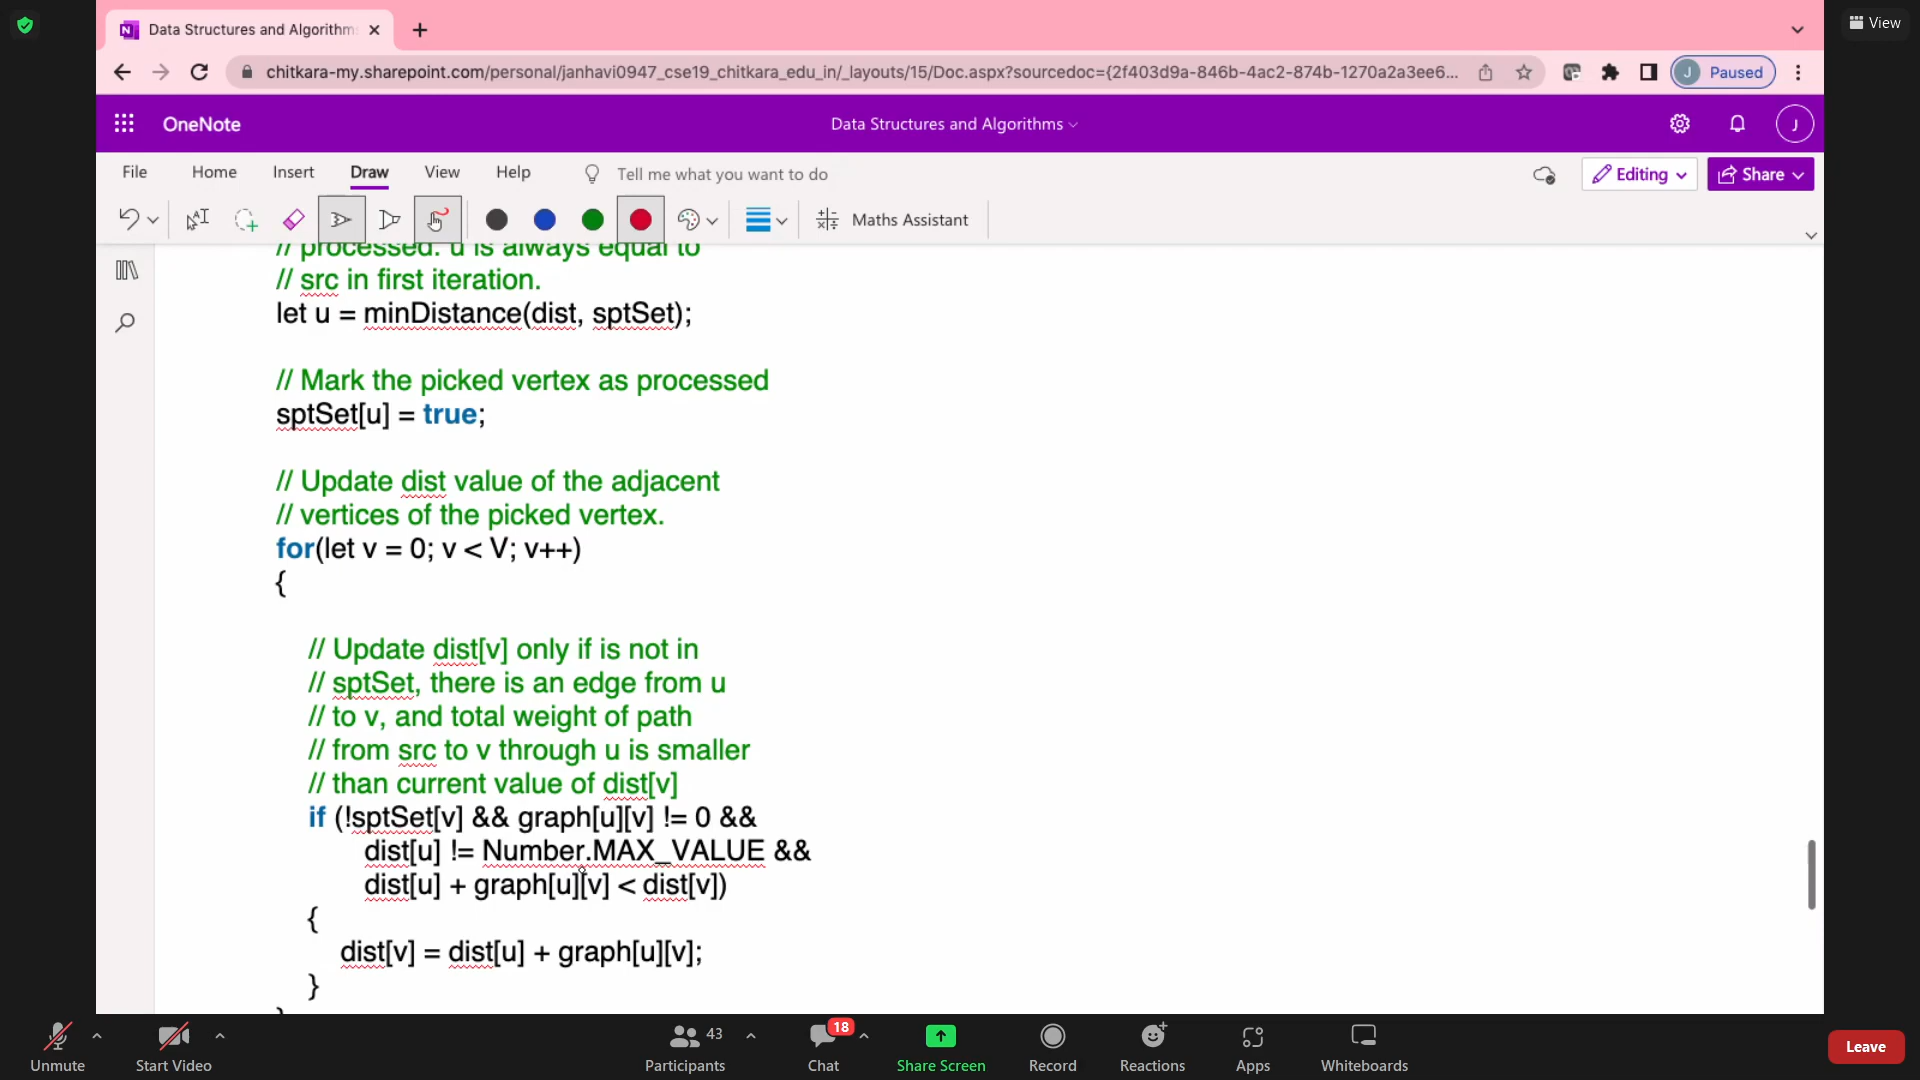 View
Data Structures and Algorithm
chitkara-my.sharepoint.com/personal/janhavi0947_cse19_chitkara_edu_in/_layouts/15/Doc.aspx?sourcedoc={2f403d9a-846b-4ac2-874b-1270a2a3ee6...
J Paused
OneNote
Data Structures and Algorithms
J
File Home Insert Draw View Help Tell me what you want to do
Editing
Share
Maths Assistant
// processed. u is always equal to
// src in first iteration.
let u = minDistance(dist, sptSet);
// Mark the picked vertex as processed
sptSet[u] = true;
// Update dist value of the adjacent
// vertices of the picked vertex.
for(let v = 0; v < V; v++)
{
// Update dist[v] only if is not in
// sptSet, there is an edge from u
// to v, and total weight of path
// from src to v through u is smaller
// than current value of dist[v]
if (!sptSet[v] && graph[u][v] != 0 &&
dist[u] != Number.MAX_VALUE &&
dist[u] + graph[u][v] < dist[v])
{
dist[v] = dist[u] + graph[u][v];
}
}
43
18
Unmute
Start Video
Participants
Chat
Share Screen
Record
Reactions
Apps
Whiteboards
Leave